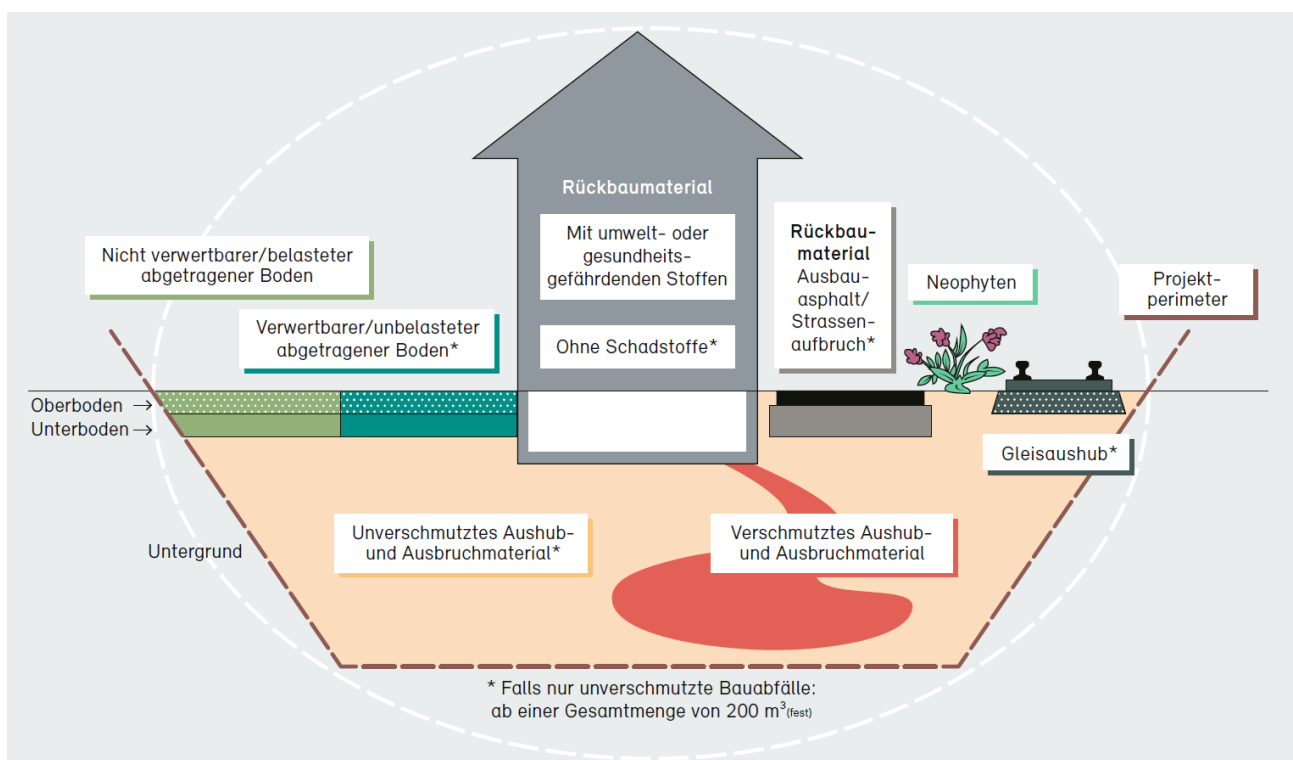 Rückbaumaterial
Mit umwelt- oder
gesundheits-
gefährdenden Stoffen
Ohne Schadstoffe*
Rückbau-
material
Ausbau-
asphalt/
Strassen-
aufbruch*
Nicht verwertbarer/belasteter
abgetragener Boden
Verwertbarer/unbelasteter
abgetragener Boden*
Neophyten
Projekt-
perimeter
Oberboden →
Unterboden →
Gleisaushub*
Untergrund
Unverschmutztes Aushub-
und Ausbruchmaterial*
Verschmutztes Aushub-
und Ausbruchmaterial
* Falls nur unverschmutzte Bauabfälle:
ab einer Gesamtmenge von 200 m³(fest)